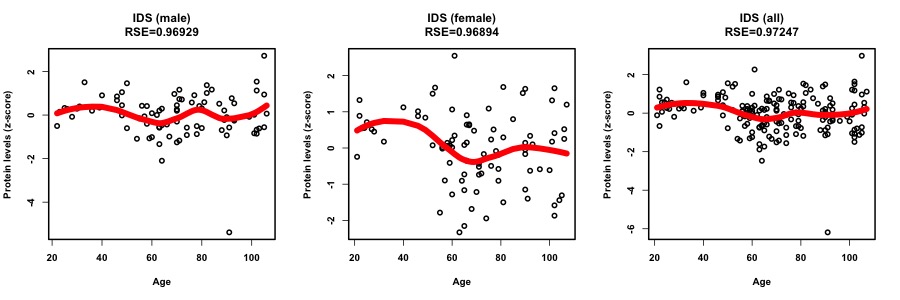 IDS (male)
RSE=0.96929
Protein levels (z-score)
2
0
-2
-4
20 40 60 80 100
Age
IDS (female)
RSE=0.96894
Protein levels (z-score)
2
1
0
-1
-2
20 40 60 80 100
Age
IDS (all)
RSE=0.97247
Protein levels (z-score)
2
0
-2
-4
-6
20 40 60 80 100
Age